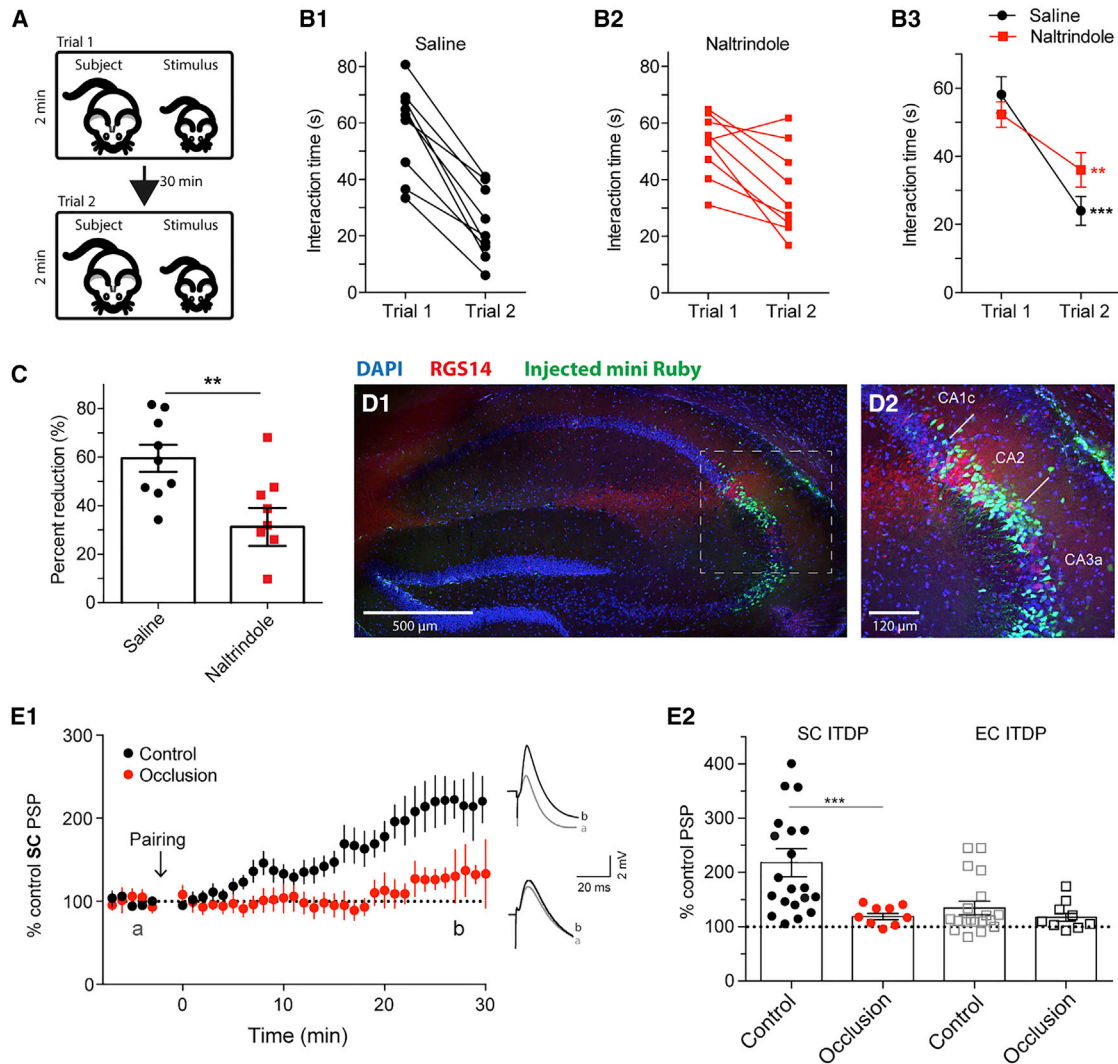 A
Trial 1
Subject Stimulus
2 min
30 min
Trial 2
Subject Stimulus
2 min
B1
Saline
Interaction time (s)
80
60
40
20
0
Trial 1 Trial 2
B2
Naltrindole
Interaction time (s)
80
60
40
20
0
Trial 1 Trial 2
B3
Saline
Naltrindole
Interaction time (s)
80
60
40
20
0
**
***
Trial 1 Trial 2
C
**
Percent reduction (%)
80
60
40
20
0
Saline
Naltrindole
DAPI RGS14 Injected mini Ruby
D1
500 µm
D2
CA1c
CA2
CA3a
120 µm
E1
Control
Occlusion
% control SC PSP
300
200
100
0
Pairing
a
b
0 10 20 30
Time (min)
b
a
2 mV
20 ms
b
a
E2
SC ITDP EC ITDP
% control PSP
400
300
200
150
100
50
0
***
Control
Occlusion
Control
Occlusion